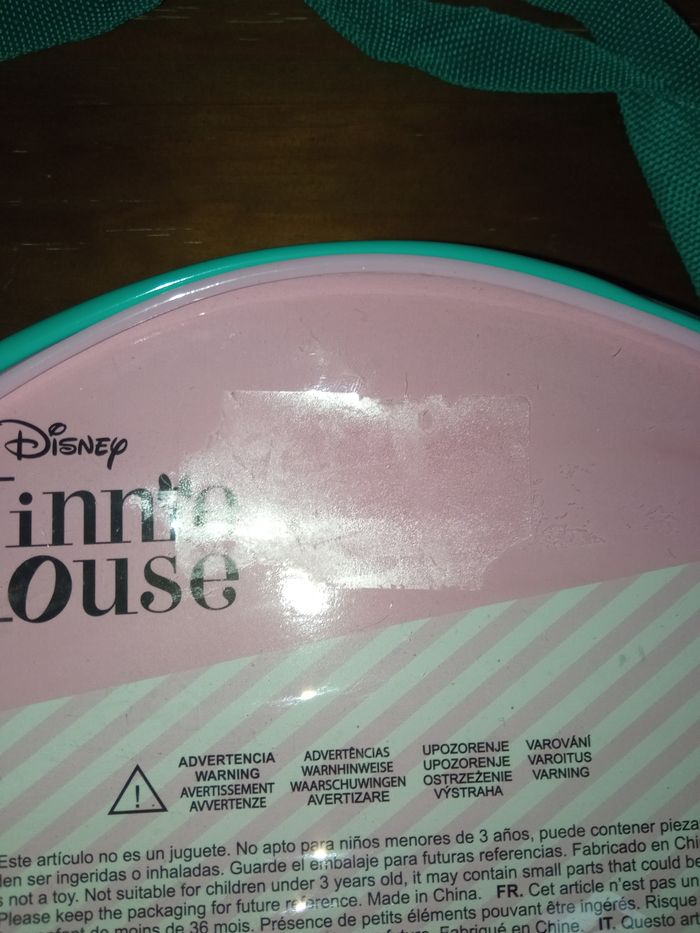 Disney
Minnie
Mouse
ADVERTENCIA
WARNING
AVERTISSEMENT
AVVERTENZE
ADVERTÊNCIAS
WARNHINWEISE
WAARSCHUWINGEN
AVERTIZARE
UPOZORENJE
UPOZORENJE
OSTRZEŻENIE
VÝSTRAHA
VAROVÁNÍ
VAROITUS
VARNING
Este artículo no es un juguete. No apto para niños menores de 3 años, puede contener pieza
den ser ingeridas o inhaladas. Guarde el embalaje para futuras referencias. Fabricado en Chi
s not a toy. Not suitable for children under 3 years old, it may contain small parts that could be
Please keep the packaging for future reference. Made in China. FR. Cet article n'est pas un
enfant de moins de 36 mois. Présence de petits éléments pouvant être ingérés. Risque
futur. Fabriqué en Chine. IT. Questo art